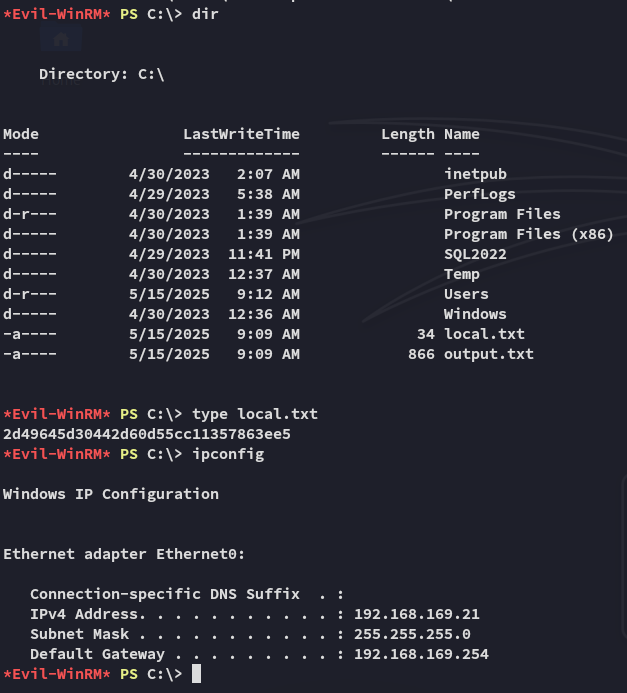 *Evil-WinRM* PS C:\> dir
Directory: C:\
Mode                LastWriteTime         Length Name
----                -------------         ------ ----
d-----        4/30/2023   2:07 AM                inetpub
d-----        4/29/2023   5:38 AM                PerfLogs
d-r---        4/30/2023   1:39 AM                Program Files
d-----        4/30/2023   1:39 AM                Program Files (x86)
d-----        4/29/2023  11:41 PM                SQL2022
d-----        4/30/2023  12:37 AM                Temp
d-r---        5/15/2025   9:12 AM                Users
d-----        4/30/2023  12:36 AM                Windows
-a----        5/15/2025   9:09 AM             34 local.txt
-a----        5/15/2025   9:09 AM            866 output.txt
*Evil-WinRM* PS C:\> type local.txt
2d49645d30442d60d55cc11357863ee5
*Evil-WinRM* PS C:\> ipconfig
Windows IP Configuration
Ethernet adapter Ethernet0:
Connection-specific DNS Suffix  . :
IPv4 Address. . . . . . . . . . . : 192.168.169.21
Subnet Mask . . . . . . . . . . . : 255.255.255.0
Default Gateway . . . . . . . . . : 192.168.169.254
*Evil-WinRM* PS C:\>